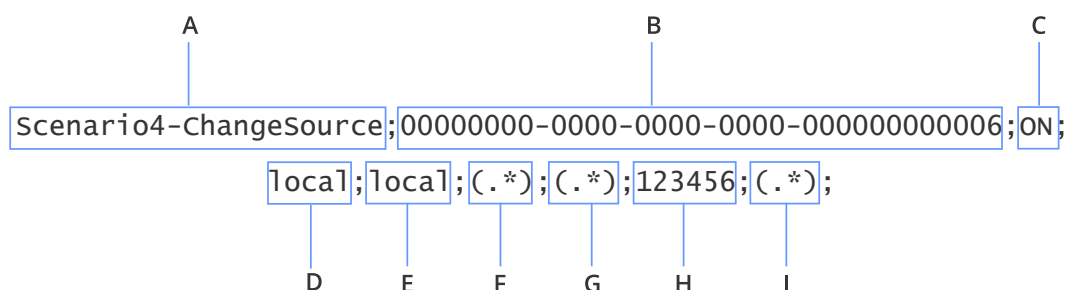 A B C
Scenario4-ChangeSource;00000000-0000-0000-0000-000000000006;ON;
local;local;(.*);(.*);123456;(.*);
D E F G H I